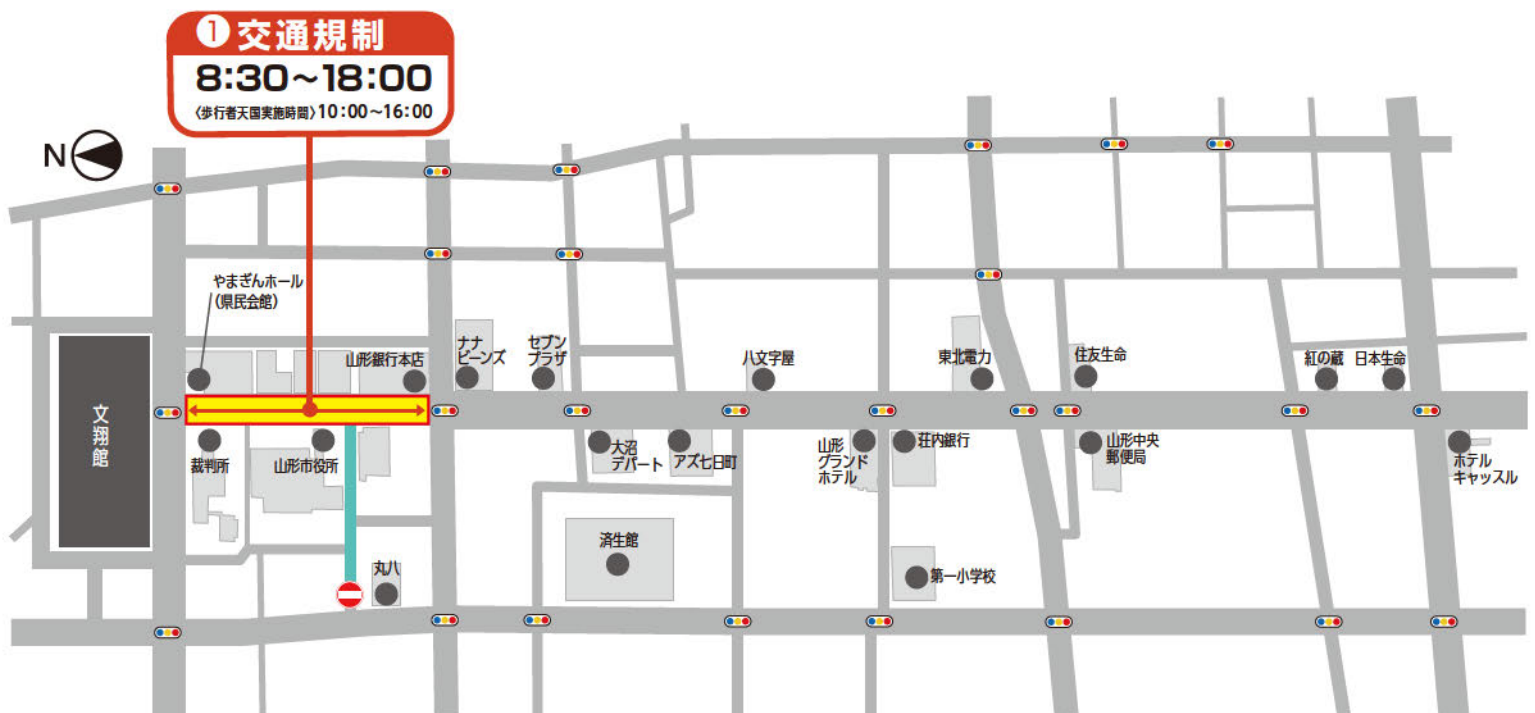 ❶交通規制
8:30〜18:00
〈歩行者天国実施時間〉10:00〜16:00
N
やまぎんホール
(県民会館)
山形銀行本店
ナナ
ビーンズ
セブン
プラザ
八文字屋
東北電力
住友生命
紅の蔵
日本生命
文翔館
裁判所
山形市役所
大沼
デパート
アズ七日町
山形
グランド
ホテル
荘内銀行
山形中央
郵便局
ホテル
キャッスル
済生館
丸八
第一小学校